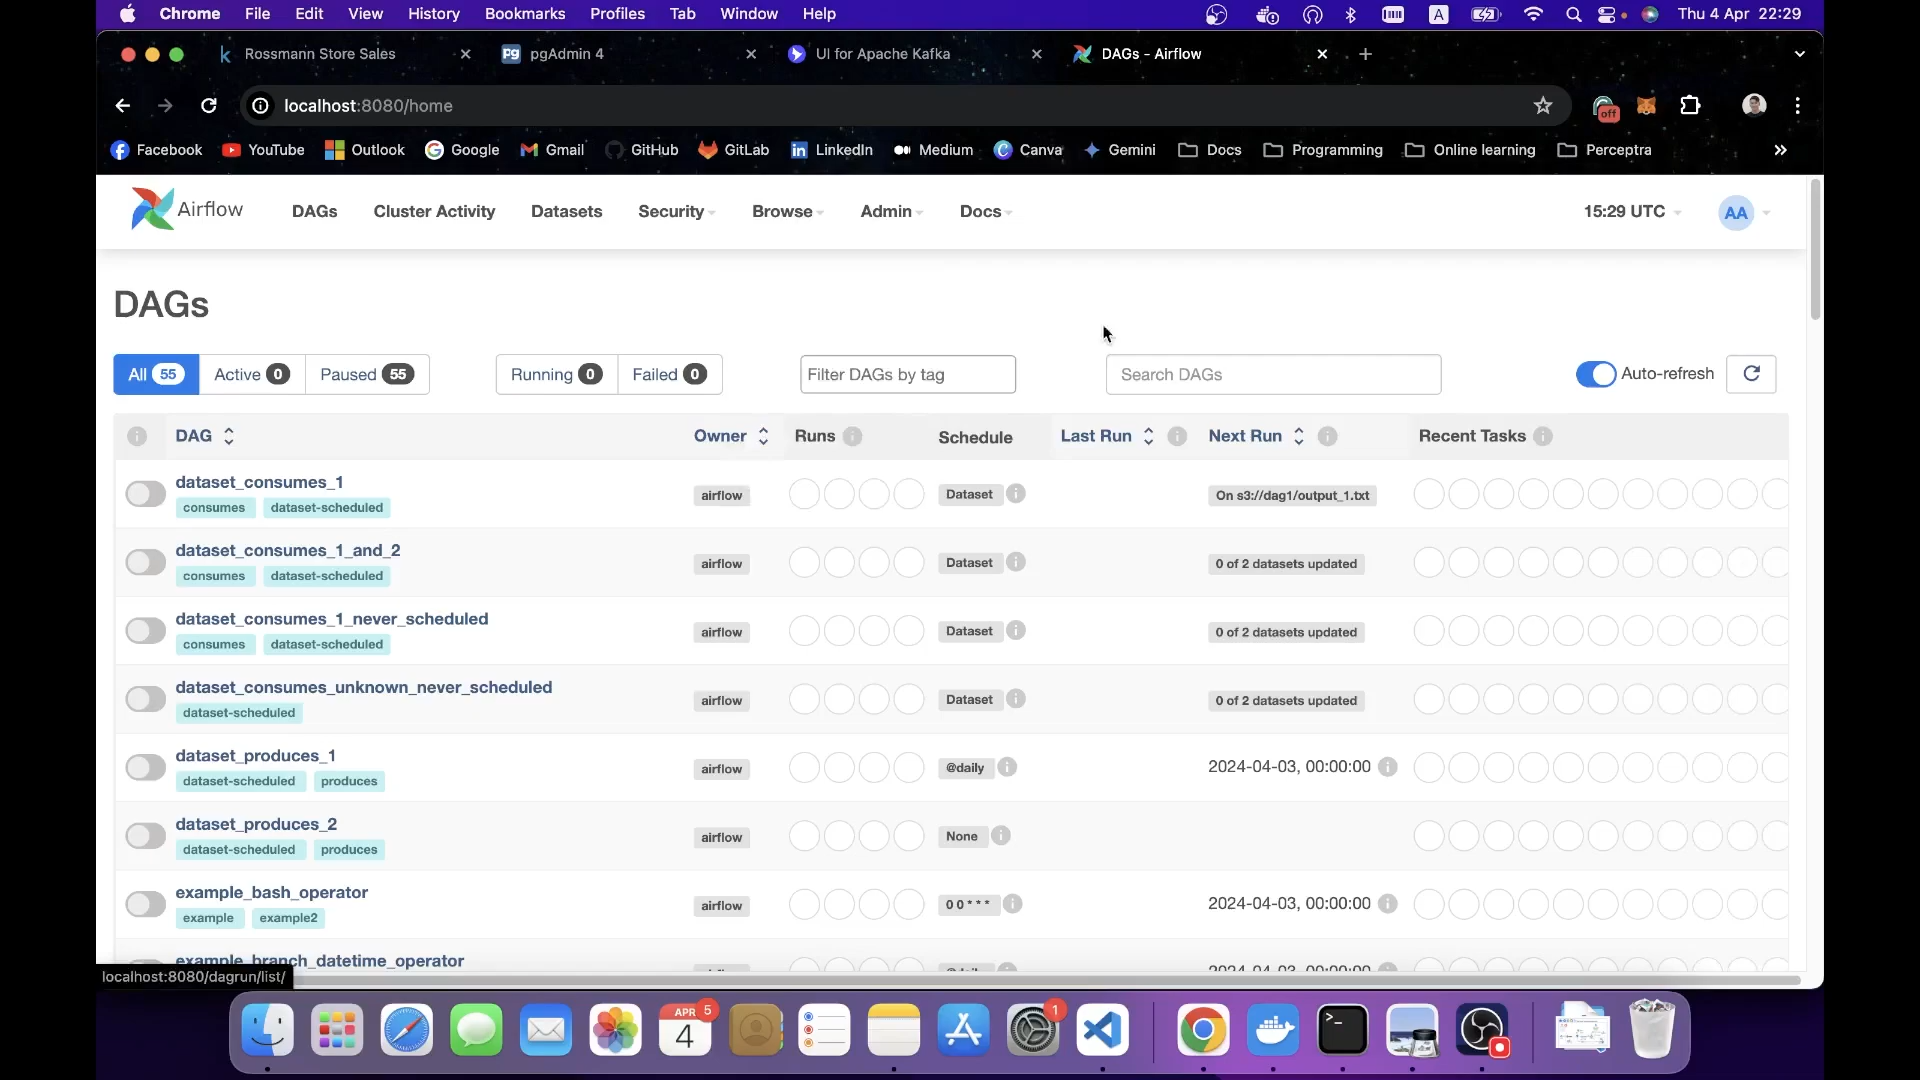 Chrome File Edit View History Bookmarks Profiles Tab Window Help A Thu 4 Apr 22:29
Rossmann Store Sales pgAdmin 4 UI for Apache Kafka DAGs - Airflow
localhost:8080/home off
Facebook YouTube Outlook Google Gmail GitHub GitLab LinkedIn Medium Canva Gemini Docs Programming Online learning Perceptra
Airflow DAGs Cluster Activity Datasets Security Browse Admin Docs 15:29 UTC AA
DAGs
All 55 Active 0 Paused 55 Running 0 Failed 0 Filter DAGs by tag Search DAGs Auto-refresh
DAG Owner Runs Schedule Last Run Next Run Recent Tasks
dataset_consumes_1
consumes dataset-scheduled airflow Dataset On s3://dag1/output_1.txt
dataset_consumes_1_and_2
consumes dataset-scheduled airflow Dataset 0 of 2 datasets updated
dataset_consumes_1_never_scheduled
consumes dataset-scheduled airflow Dataset 0 of 2 datasets updated
dataset_consumes_unknown_never_scheduled
dataset-scheduled airflow Dataset 0 of 2 datasets updated
dataset_produces_1
dataset-scheduled produces airflow @daily 2024-04-03, 00:00:00
dataset_produces_2
dataset-scheduled produces airflow None
example_bash_operator
example example2 airflow 0 0 * * * 2024-04-03, 00:00:00
example_branch_datetime_operator
localhost:8080/dagrun/list/
APR 5
4
1